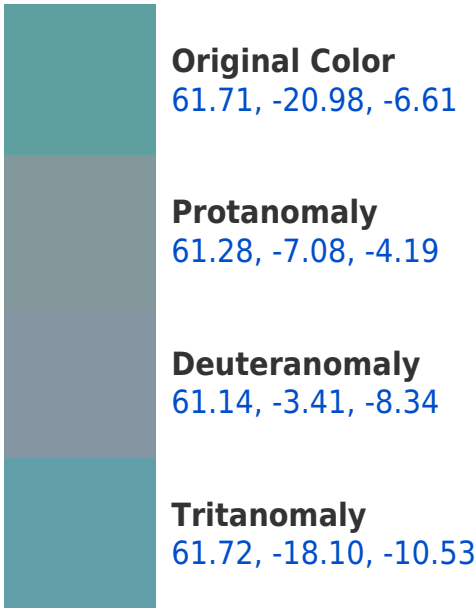 Original Color
61.71, -20.98, -6.61
Protanomaly
61.28, -7.08, -4.19
Deuteranomaly
61.14, -3.41, -8.34
Tritanomaly
61.72, -18.10, -10.53